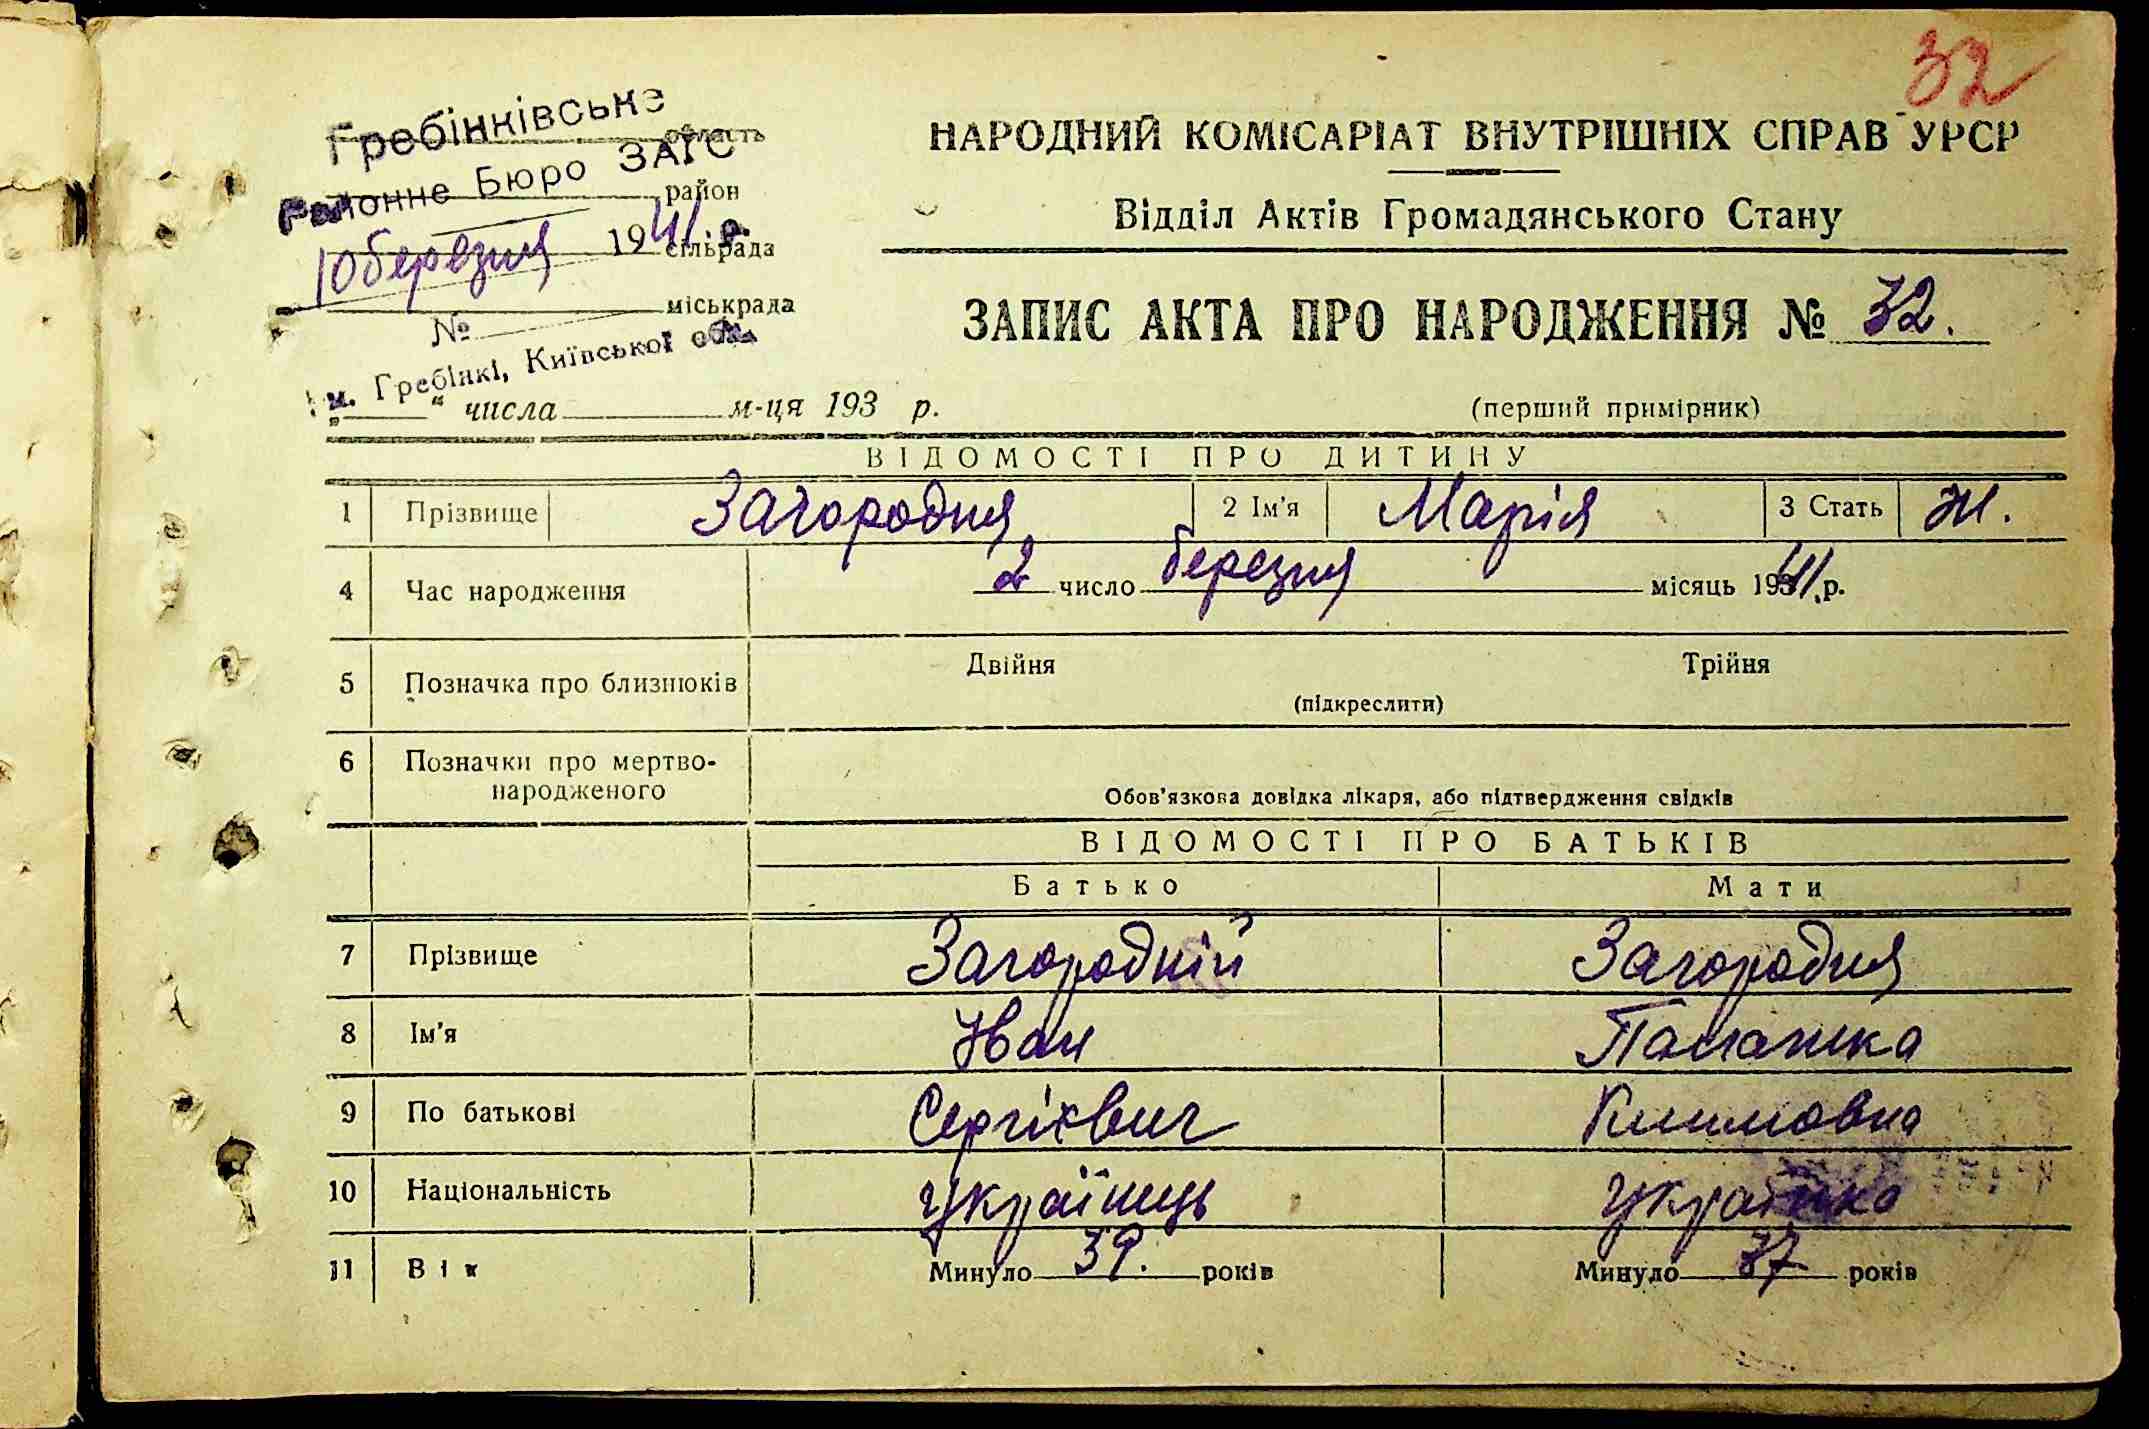 32
Гребінківське
область
Районне Бюро ЗАГС
район
10 березня 1941.р.
сільрада
міськрада
№
м. Гребінкі, Київської обл.
„ “ числа м-ця 193 р.
НАРОДНИЙ КОМІСАРІАТ ВНУТРІШНІХ СПРАВ УРСР
Відділ Актів Громадянського Стану
ЗАПИС АКТА ПРО НАРОДЖЕННЯ № 32.
(перший примірник)
ВІДОМОСТІ ПРО ДИТИНУ
1 Прізвище Загородня 2 Ім'я Марія 3 Стать Ж.
4 Час народження 2 число березня місяць 1941 р.
5 Позначка про близнюків Двійня Трійня
(підкреслити)
6 Позначки про мертво-
народженого
Обов'язкова довідка лікаря, або підтвердження свідків
ВІДОМОСТІ ПРО БАТЬКІВ
Батько Мати
7 Прізвище Загородній Загородня
8 Ім'я Іван
9 По батькові Сергієвич Климовна
10 Національність Українець Українка
11 Вік Минуло 39. років Минуло 37 років